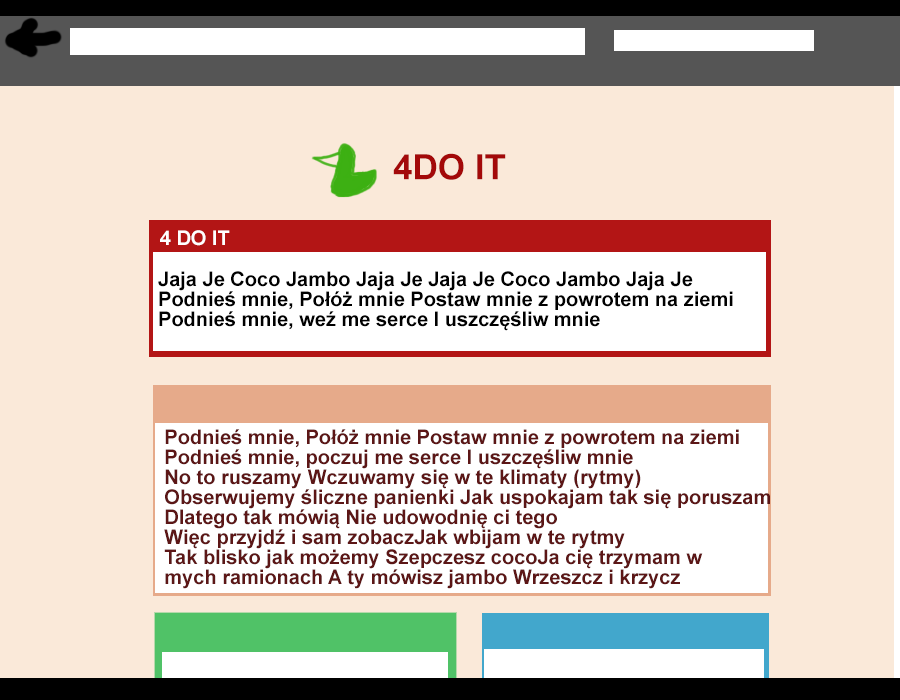 4DO IT
4 DO IT
Jaja Je Coco Jambo Jaja Je Jaja Je Coco Jambo Jaja Je
Podnieś mnie, Połóż mnie Postaw mnie z powrotem na ziemi
Podnieś mnie, weź me serce I uszczęśliw mnie
Podnieś mnie, Połóż mnie Postaw mnie z powrotem na ziemi
Podnieś mnie, poczuj me serce I uszczęśliw mnie
No to ruszamy Wczuwamy się w te klimaty (rytmy)
Obserwujemy śliczne panienki Jak uspokajam tak się poruszam
Dlatego tak mówią Nie udowodnię ci tego
Więc przyjdź i sam zobaczJak wbijam w te rytmy
Tak blisko jak możemy Szepczesz cocoJa cię trzymam w
mych ramionach A ty mówisz jambo Wrzeszcz i krzycz